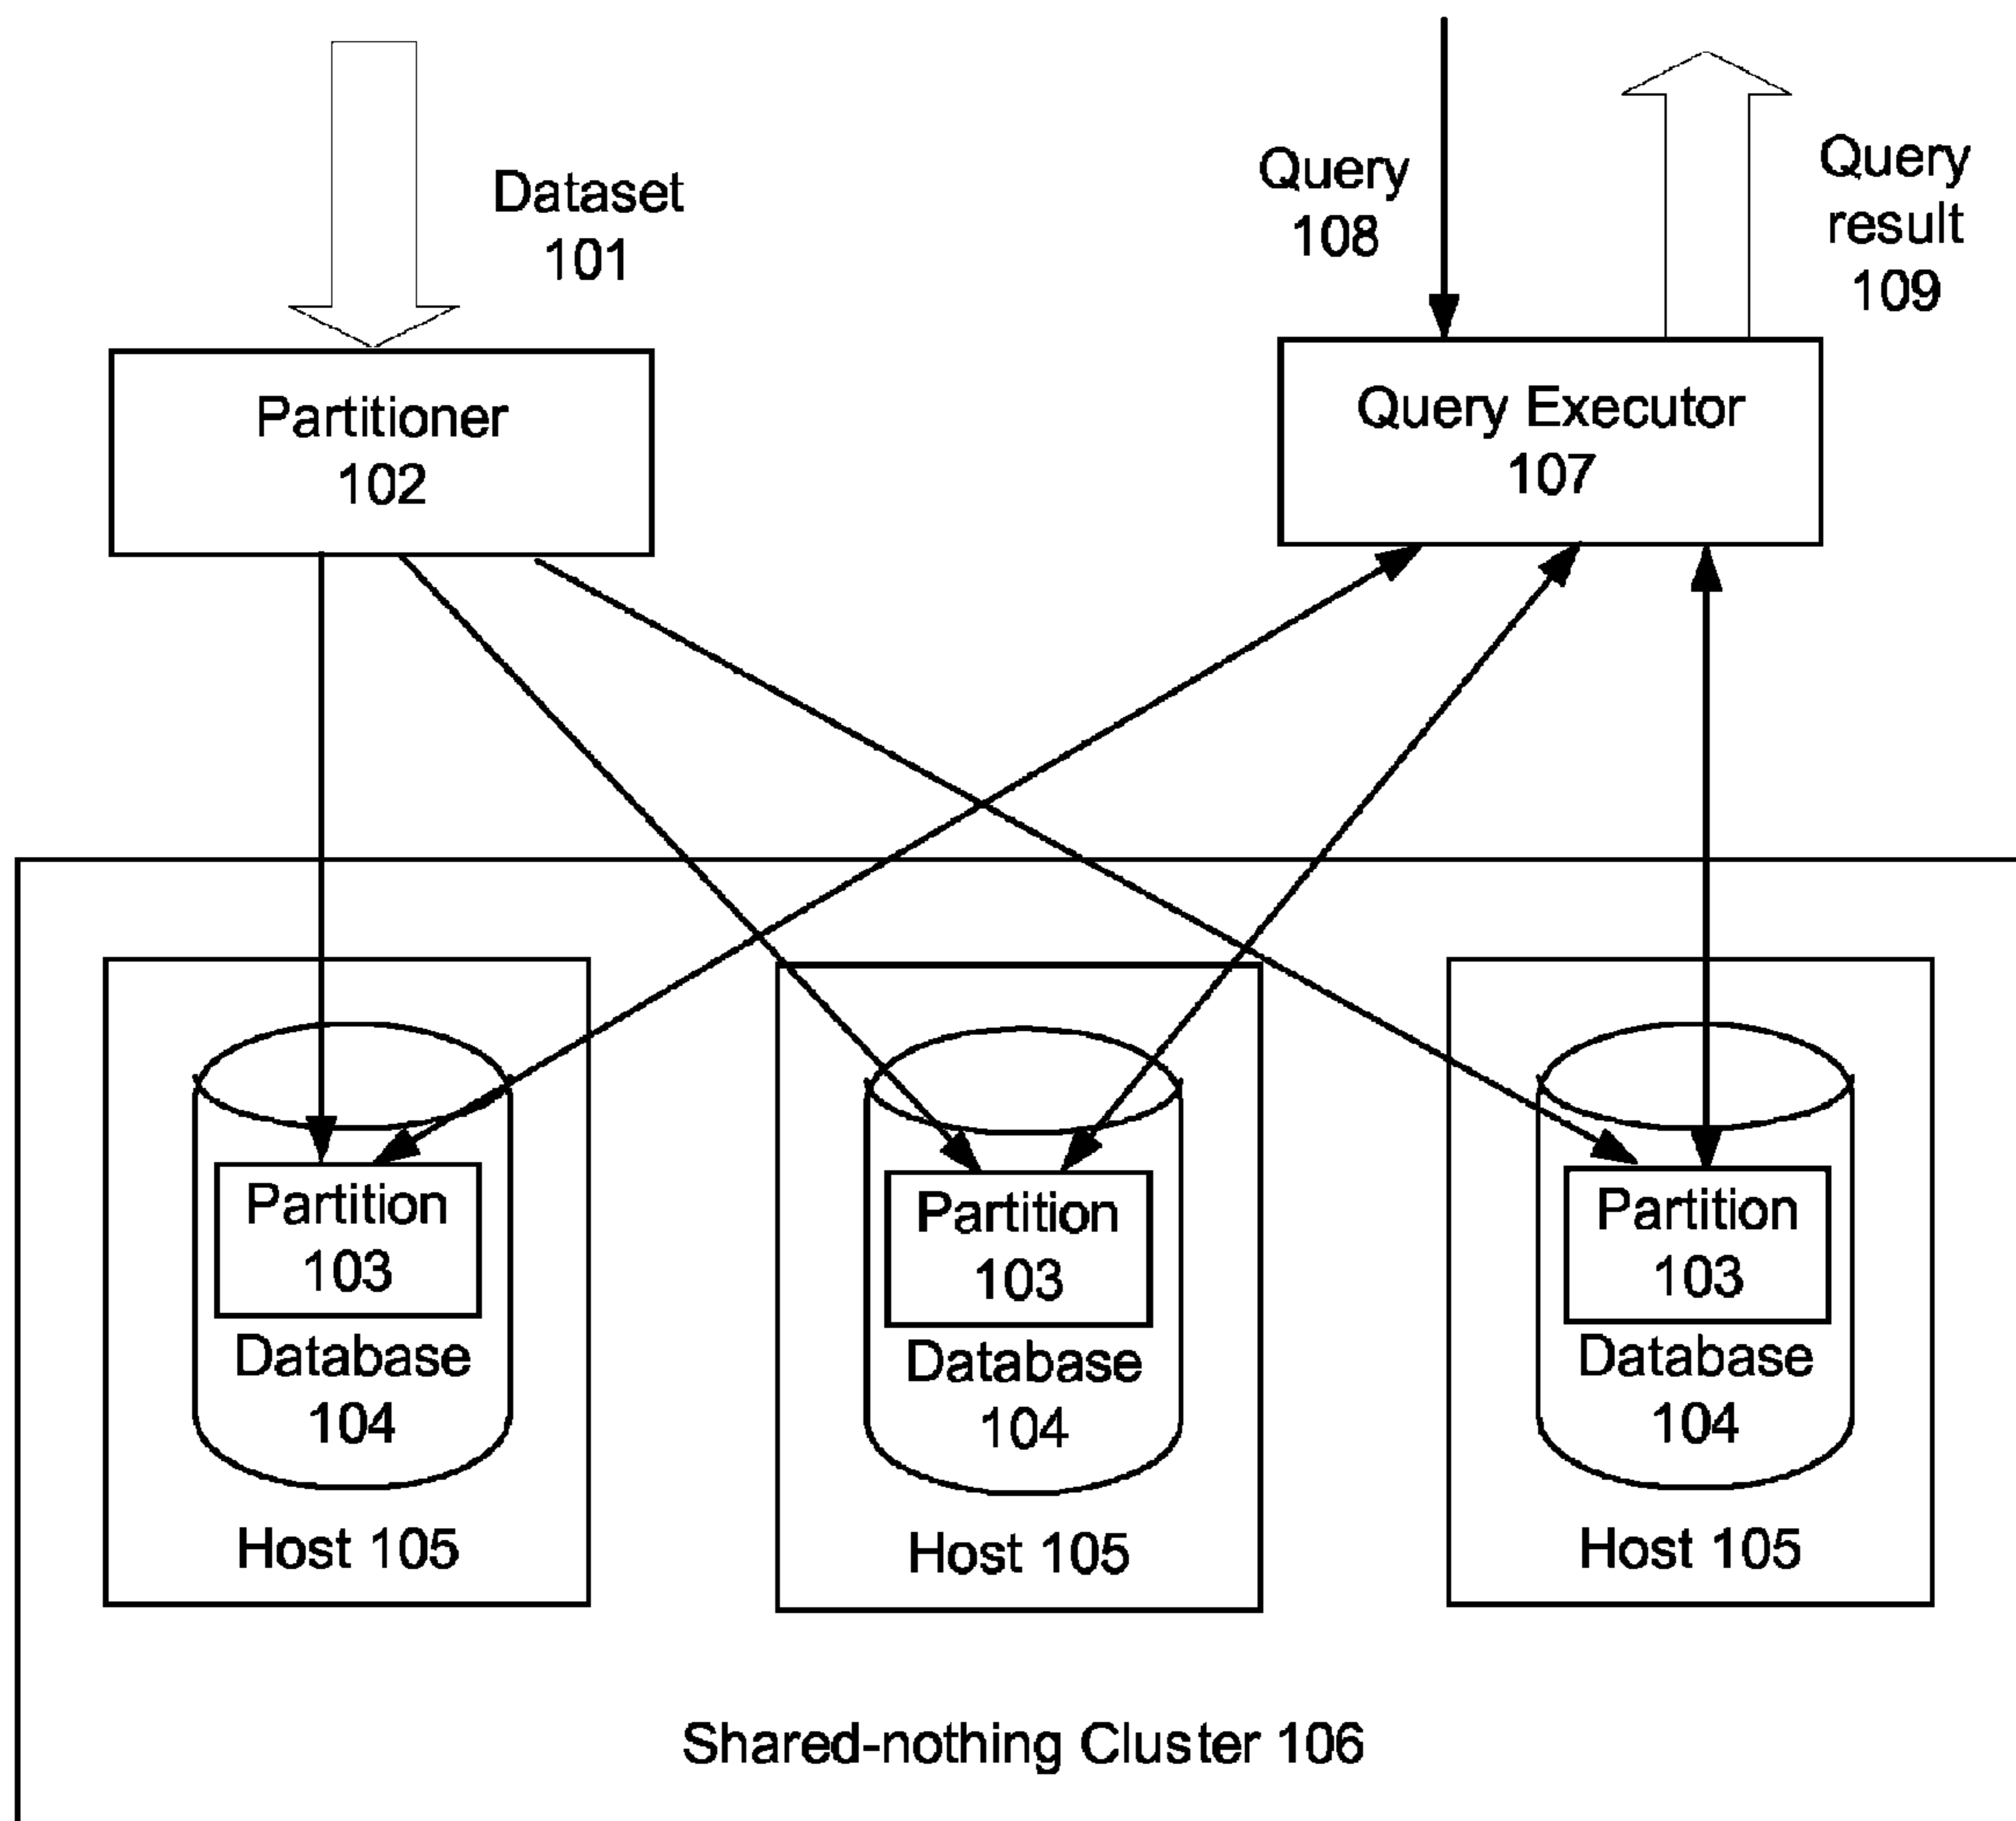 Dataset
101
Query
108
Query
result
109
Partitioner
102
Query Executor
107
Partition
103
Database
104
Host 105
Partition
103
Database
104
Host 105
Partition
103
Database
104
Host 105
Shared-nothing Cluster 106